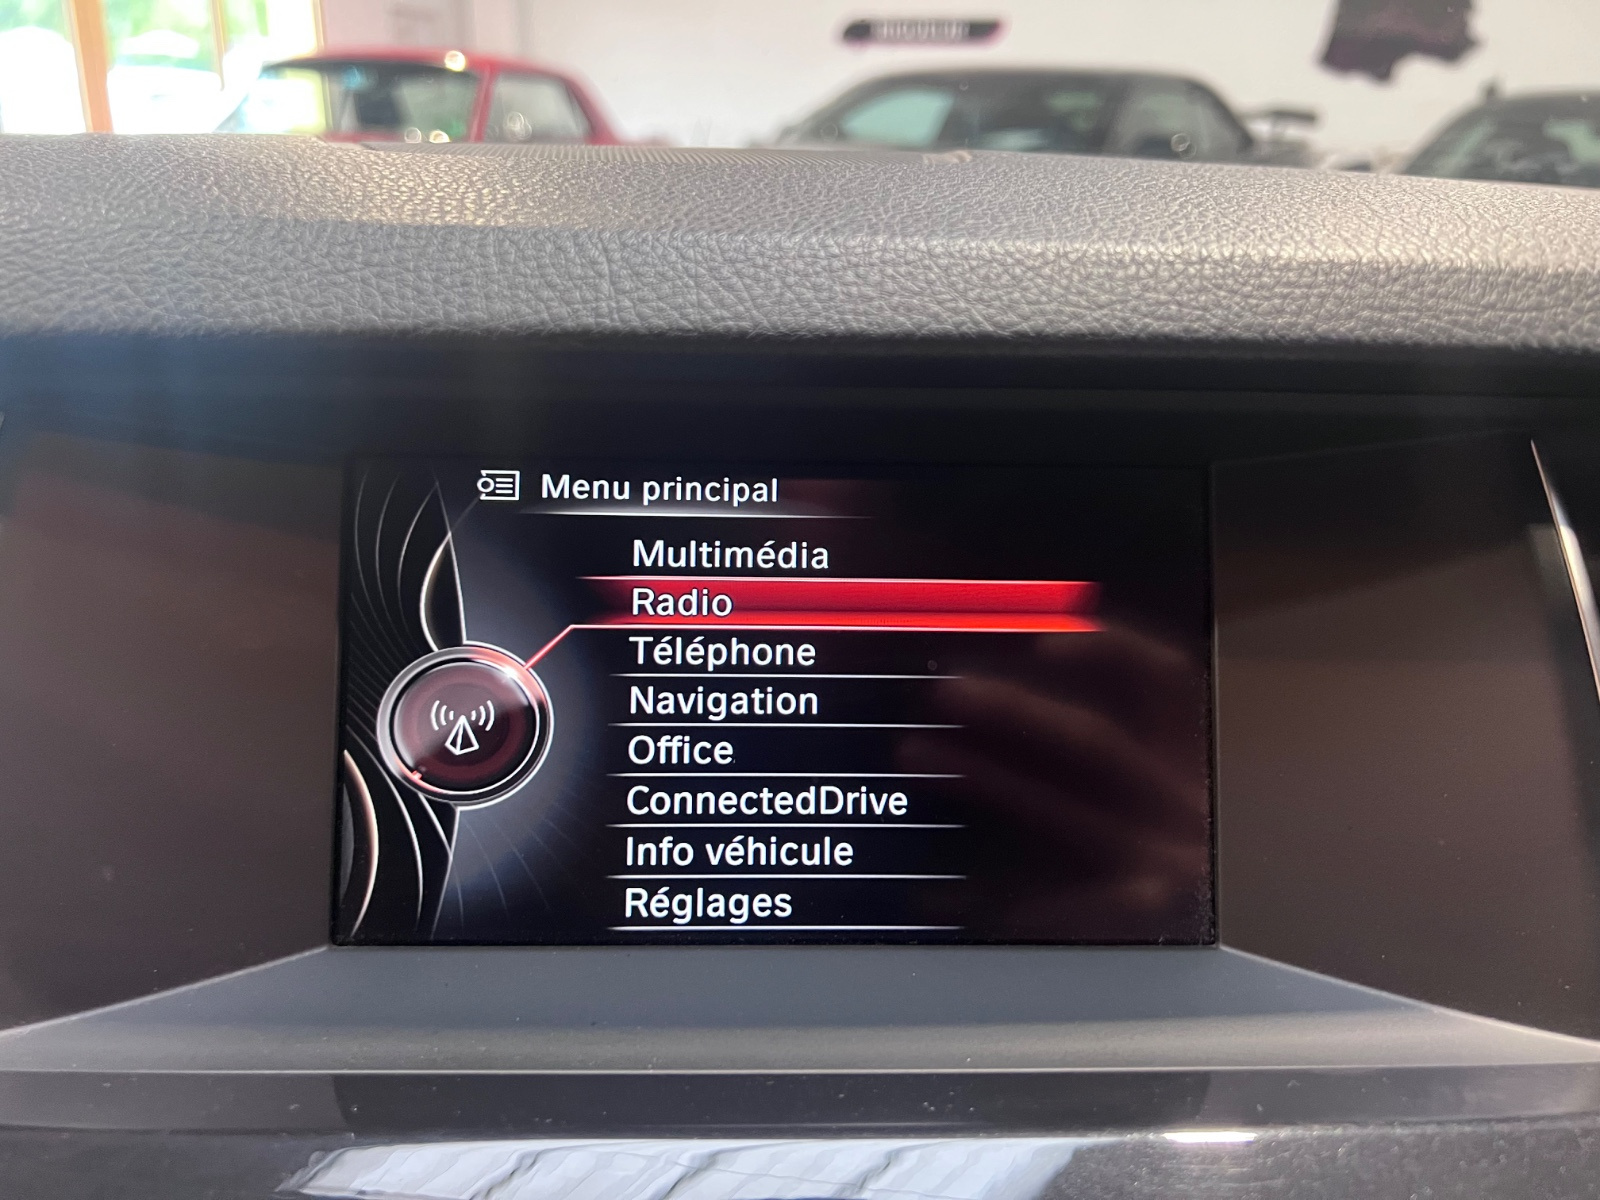 Menu principal
Multimédia
Radio
Téléphone
Navigation
Office
ConnectedDrive
Info véhicule
Réglages